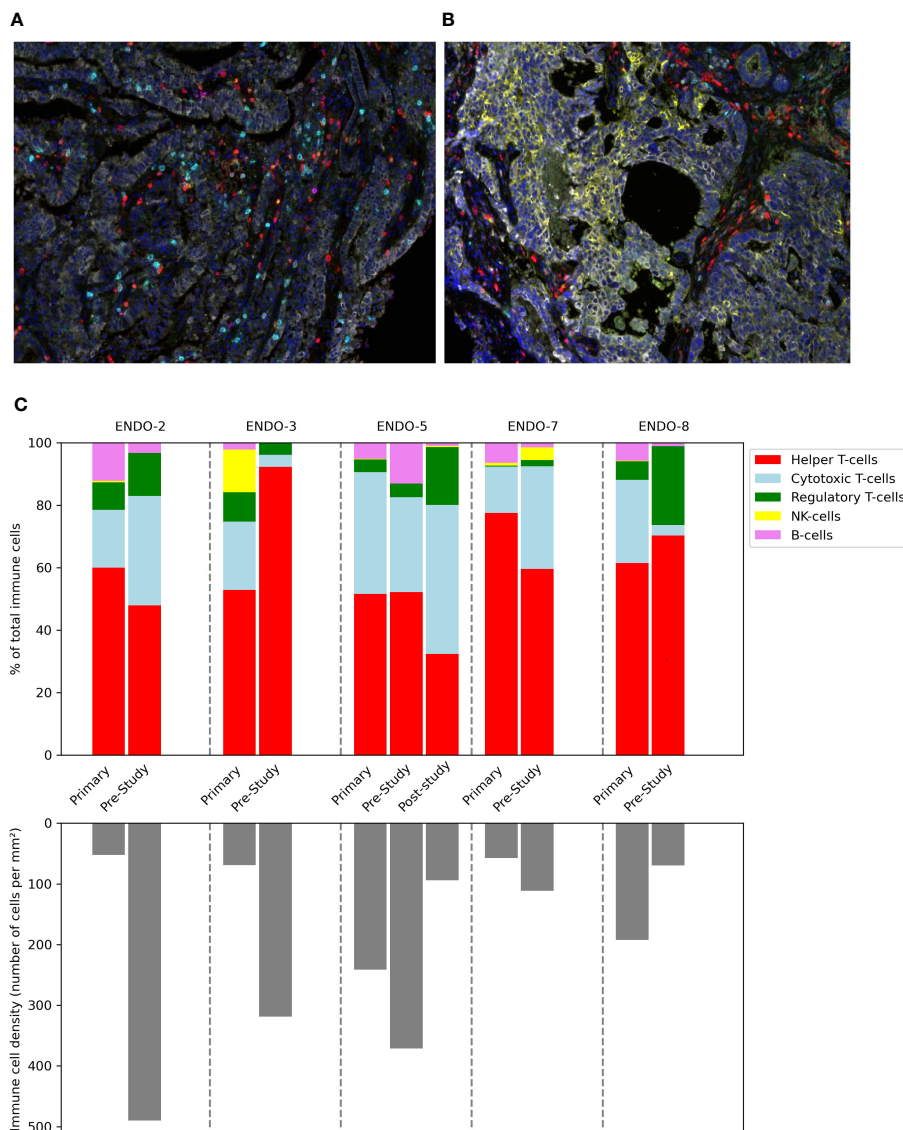 A
B
C
ENDO-2 ENDO-3 ENDO-5 ENDO-7 ENDO-8
100
80
60
40
20
0
% of total immune cells
Helper T-cells
Cytotoxic T-cells
Regulatory T-cells
NK-cells
B-cells
Primary Pre-Study Primary Pre-Study Primary Pre-Study Post-study Primary Pre-Study Primary Pre-Study
0
100
200
300
400
500
Immune cell density (number of cells per mm²)